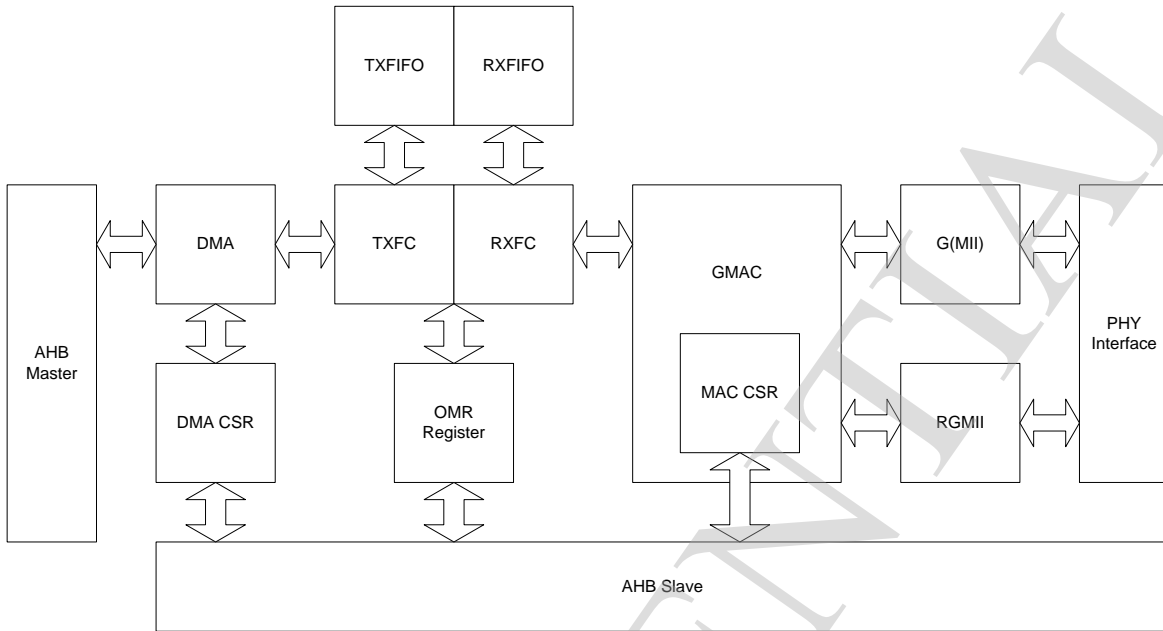 TXFIFO
RXFIFO
DMA
TXFC
RXFC
GMAC
G(MII)
AHB
Master
PHY
Interface
DMA CSR
OMR
Register
MAC CSR
RGMII
AHB Slave
ENTIAL